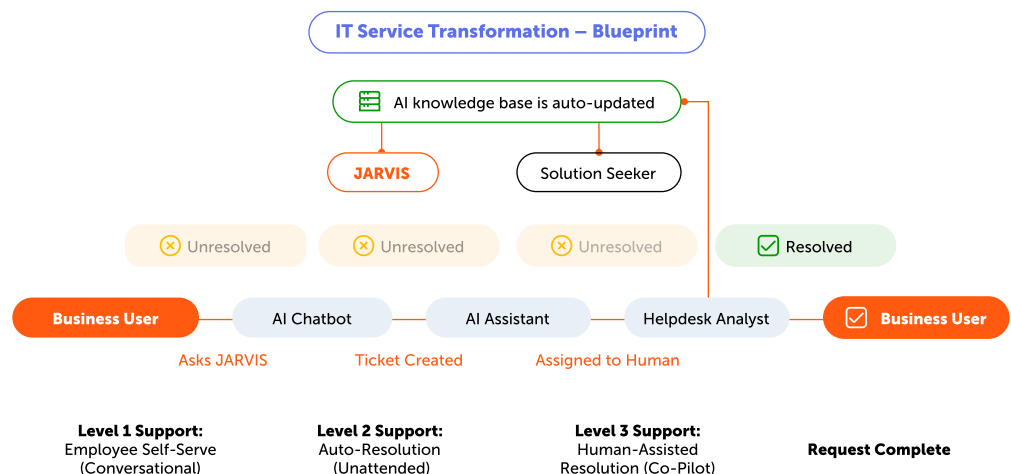 IT Service Transformation – Blueprint
AI knowledge base is auto-updated
JARVIS
Solution Seeker
Unresolved
Unresolved
Unresolved
Resolved
Business User
AI Chatbot
AI Assistant
Helpdesk Analyst
Business User
Asks JARVIS
Ticket Created
Assigned to Human
Level 1 Support:
Employee Self-Serve
(Conversational)
Level 2 Support:
Auto-Resolution
(Unattended)
Level 3 Support:
Human-Assisted
Resolution (Co-Pilot)
Request Complete